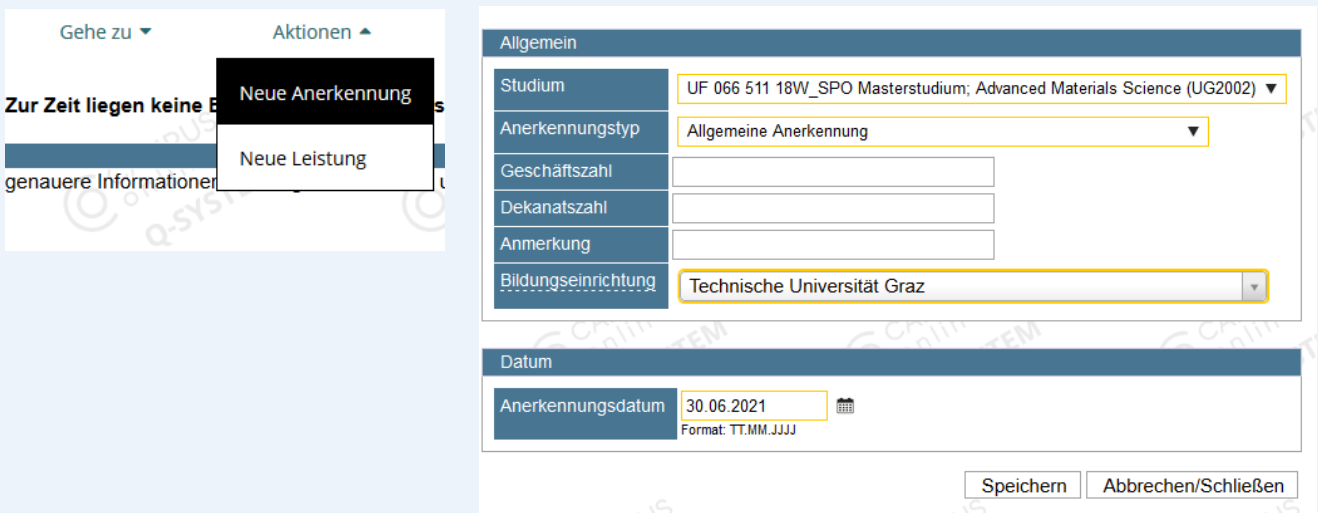 Gehe zu ▼
Aktionen ▲
Neue Anerkennung
Neue Leistung
Zur Zeit liegen keine
genauere Informationen
Q-SYST
Allgemein
Studium
UF 066 511 18W_SPO Masterstudium; Advanced Materials Science (UG2002) ▼
Anerkennungstyp
Allgemeine Anerkennung ▼
Geschäftszahl
Dekanatszahl
Anmerkung
Bildungseinrichtung
Technische Universität Graz
Datum
Anerkennungsdatum
30.06.2021
Format: TT.MM.JJJJ
Speichern
Abbrechen/Schließen